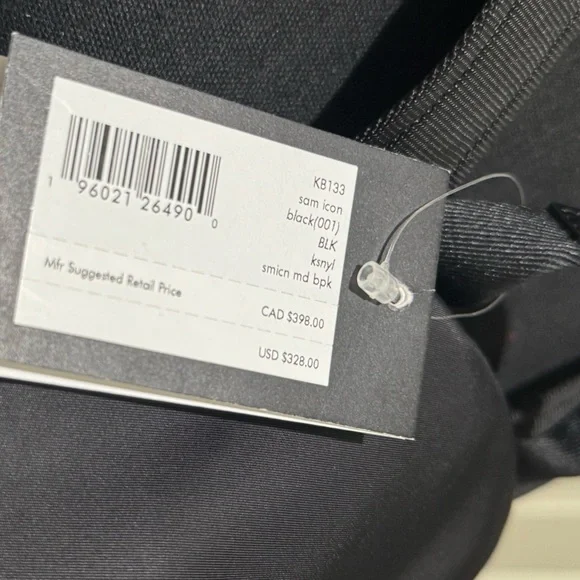 1 96021 26490 0
KB133
sam icon
black(001)
BLK
ksnyl
smicn md bpk
Mfr Suggested Retail Price
CAD $398.00
USD $328.00